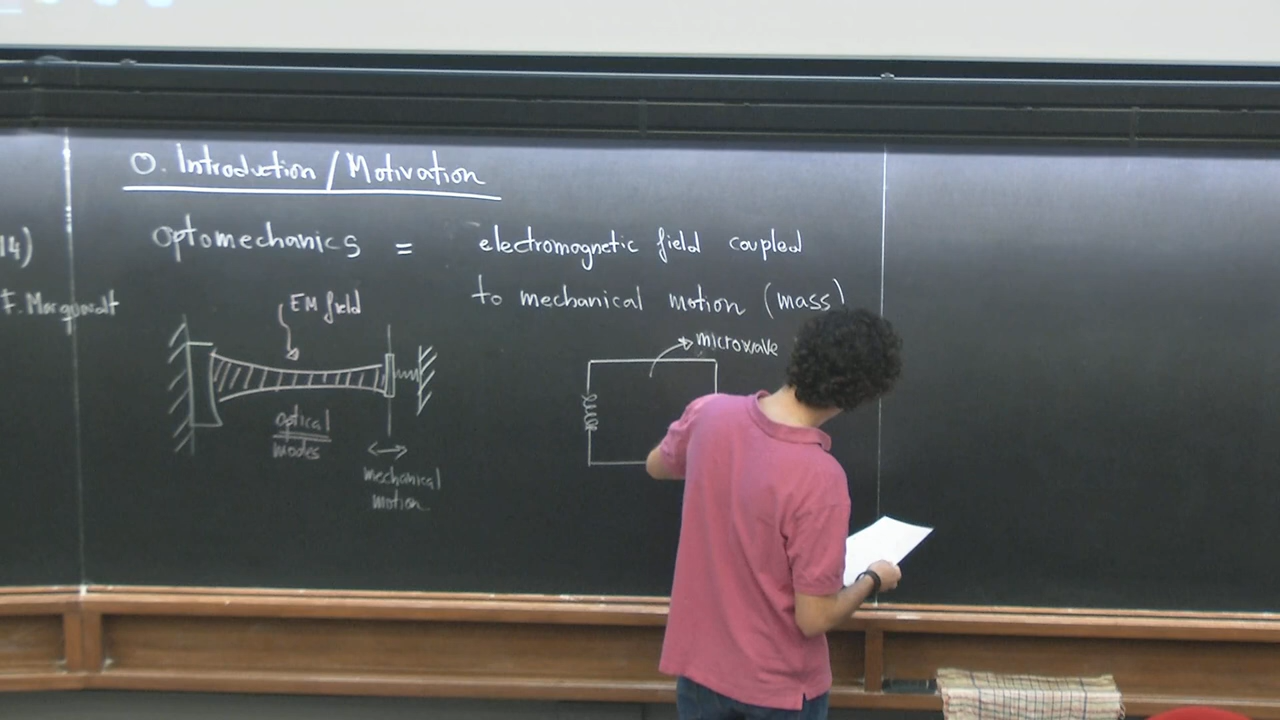 0. Introduction / Motivation
14)
optomechanics = electromagnetic field coupled
to mechanical motion (mass)
F. Marquardt
EM field
microwave
optical
modes
mechanical
motion